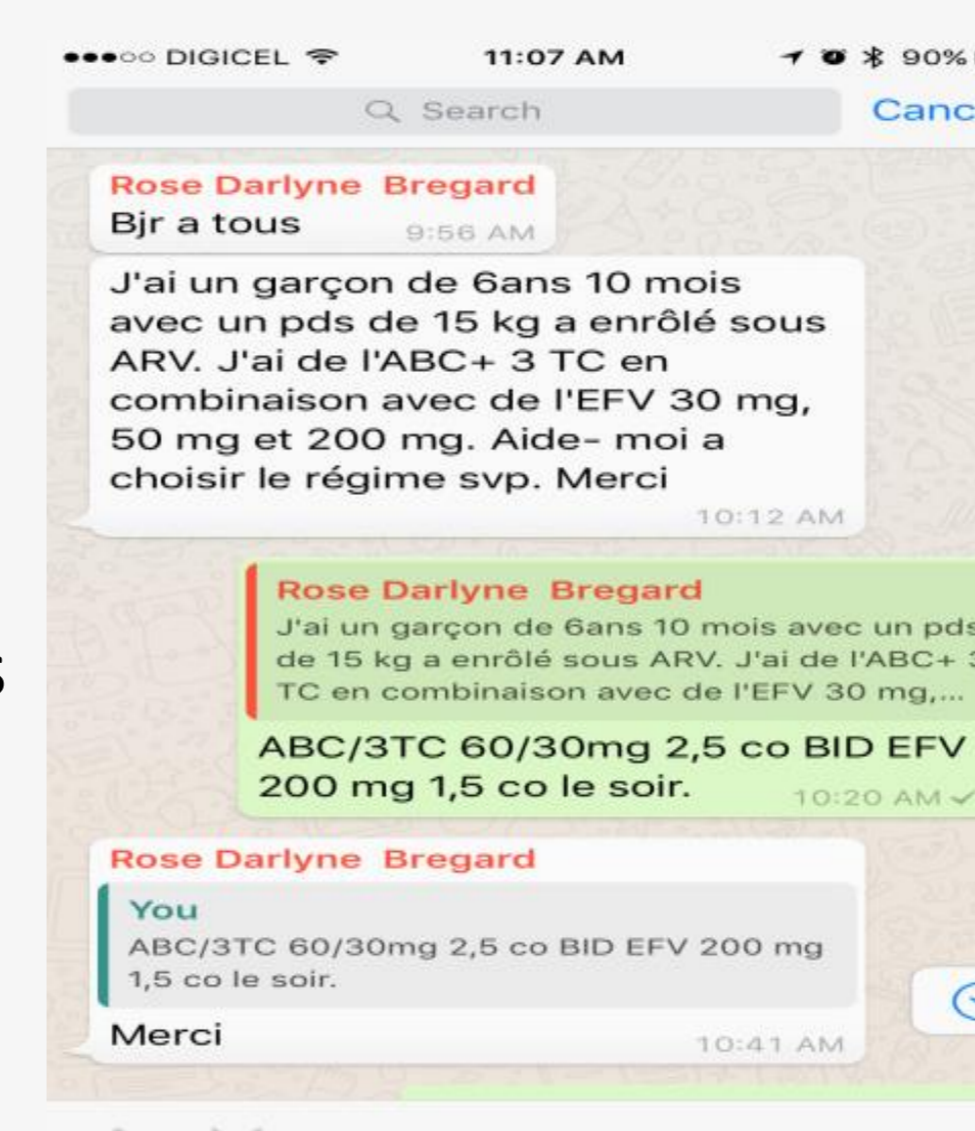 DIGICEL 11:07 AM 90%
Search Canc
Rose Darlyne Bregard
Bjr a tous 9:56 AM
J'ai un garçon de 6ans 10 mois
avec un pds de 15 kg a enrôlé sous
ARV. J'ai de l'ABC+ 3 TC en
combinaison avec de l'EFV 30 mg,
50 mg et 200 mg. Aide- moi a
choisir le régime svp. Merci
10:12 AM
Rose Darlyne Bregard
J'ai un garçon de 6ans 10 mois avec un pds
de 15 kg a enrôlé sous ARV. J'ai de l'ABC+ 3
TC en combinaison avec de l'EFV 30 mg,...
ABC/3TC 60/30mg 2,5 co BID EFV
200 mg 1,5 co le soir. 10:20 AM
Rose Darlyne Bregard
You
ABC/3TC 60/30mg 2,5 co BID EFV 200 mg
1,5 co le soir.
Merci 10:41 AM